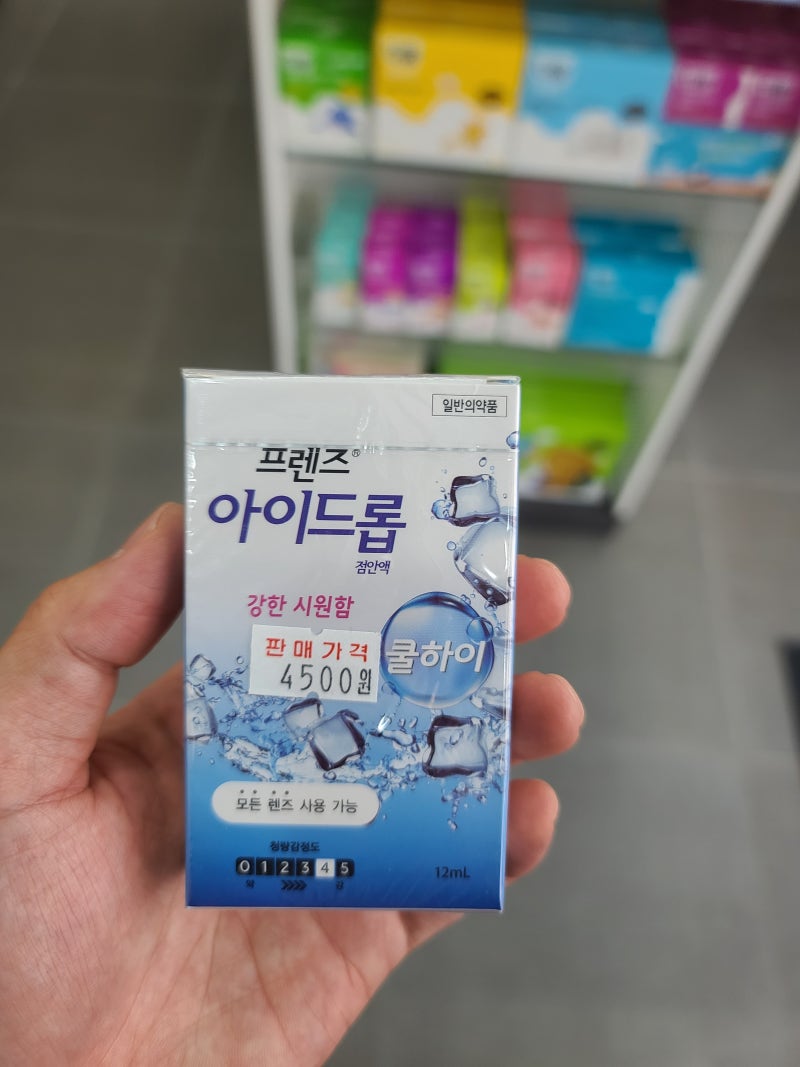 일반의약품
프렌즈®
아이드롭
점안액
강한 시원함
판매가격
4500원
쿨하이
모든 렌즈 사용 가능
청량감정도
0 1 2 3 4 5
약 강
12mL